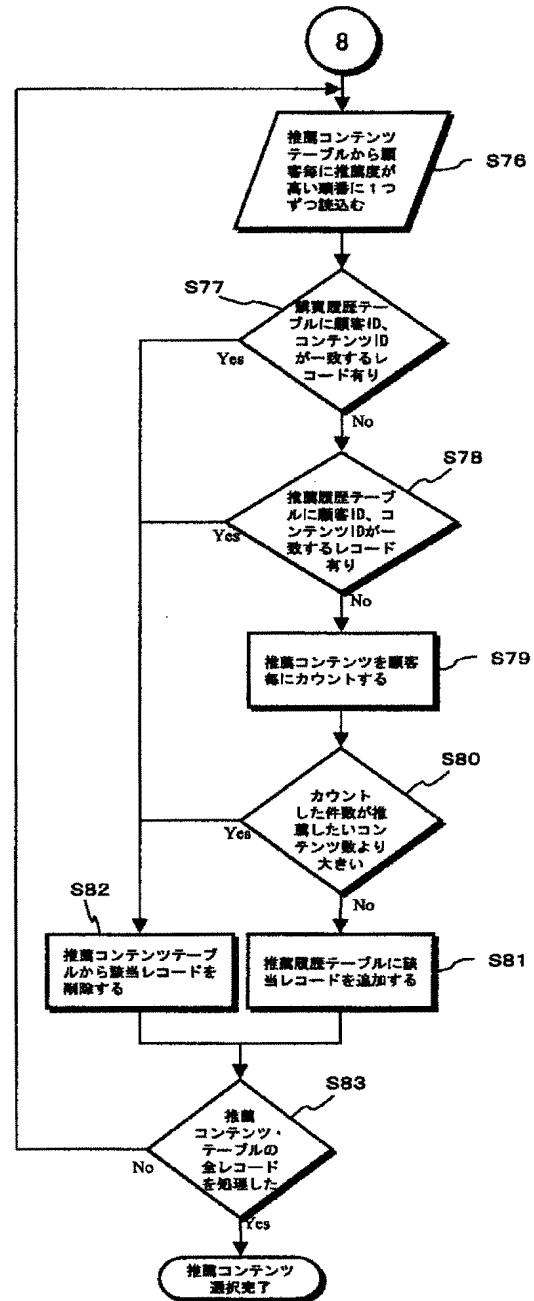 8
推薦コンテンツ
テーブルから顧
客毎に推薦度が
高い順番に1つ
ずつ読込む
S76
S77
購買履歴テー
ブルに顧客ID、
コンテンツID
が一致するレ
コード有り
Yes
No
S78
推薦履歴テーブ
ルに顧客ID、コ
ンテンツIDが一
致するレコード
有り
Yes
No
推薦コンテンツを顧客
毎にカウントする
S79
S80
カウント
した件数が推
薦したいコン
テンツ数より
大きい
Yes
No
S82
推薦コンテンツテーブ
ルから該当レコードを
削除する
推薦履歴テーブルに該
当レコードを追加する
S81
S83
推薦
コンテンツ・
テーブルの
全レコード
を処理した
No
Yes
推薦コンテンツ
選択完了